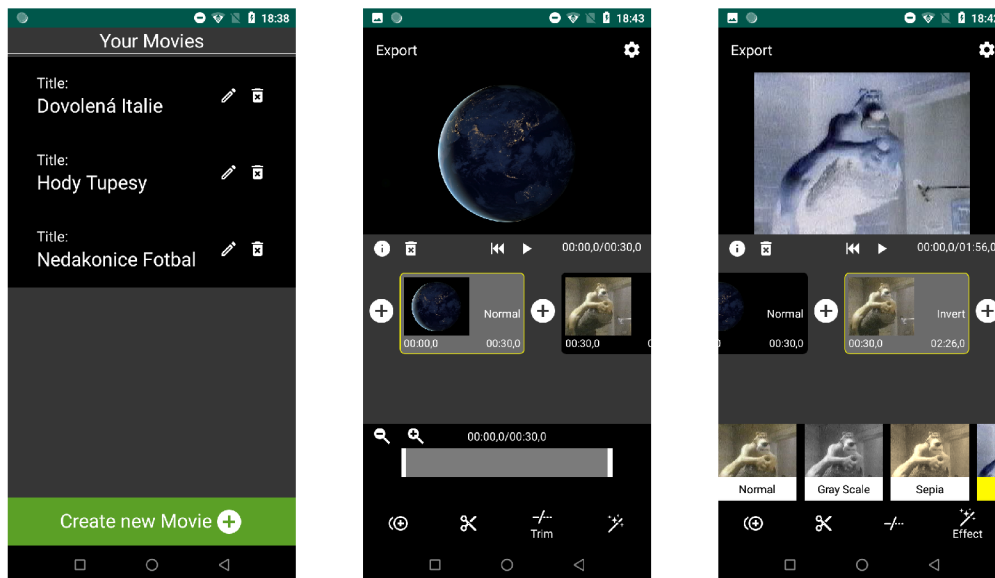 18:38
Your Movies
Title:
Dovolená Italie
Title:
Hody Tupesy
Title:
Nedakonice Fotbal
Create new Movie
18:43
Export
00:00,0/00:30,0
Normal
00:00,0 00:30,0
00:30,0
00:00,0/00:30,0
Trim
Export
00:00,0/01:56,0
Normal
00:30,0
Invert
00:30,0 02:26,0
Normal
Gray Scale
Sepia
Effect